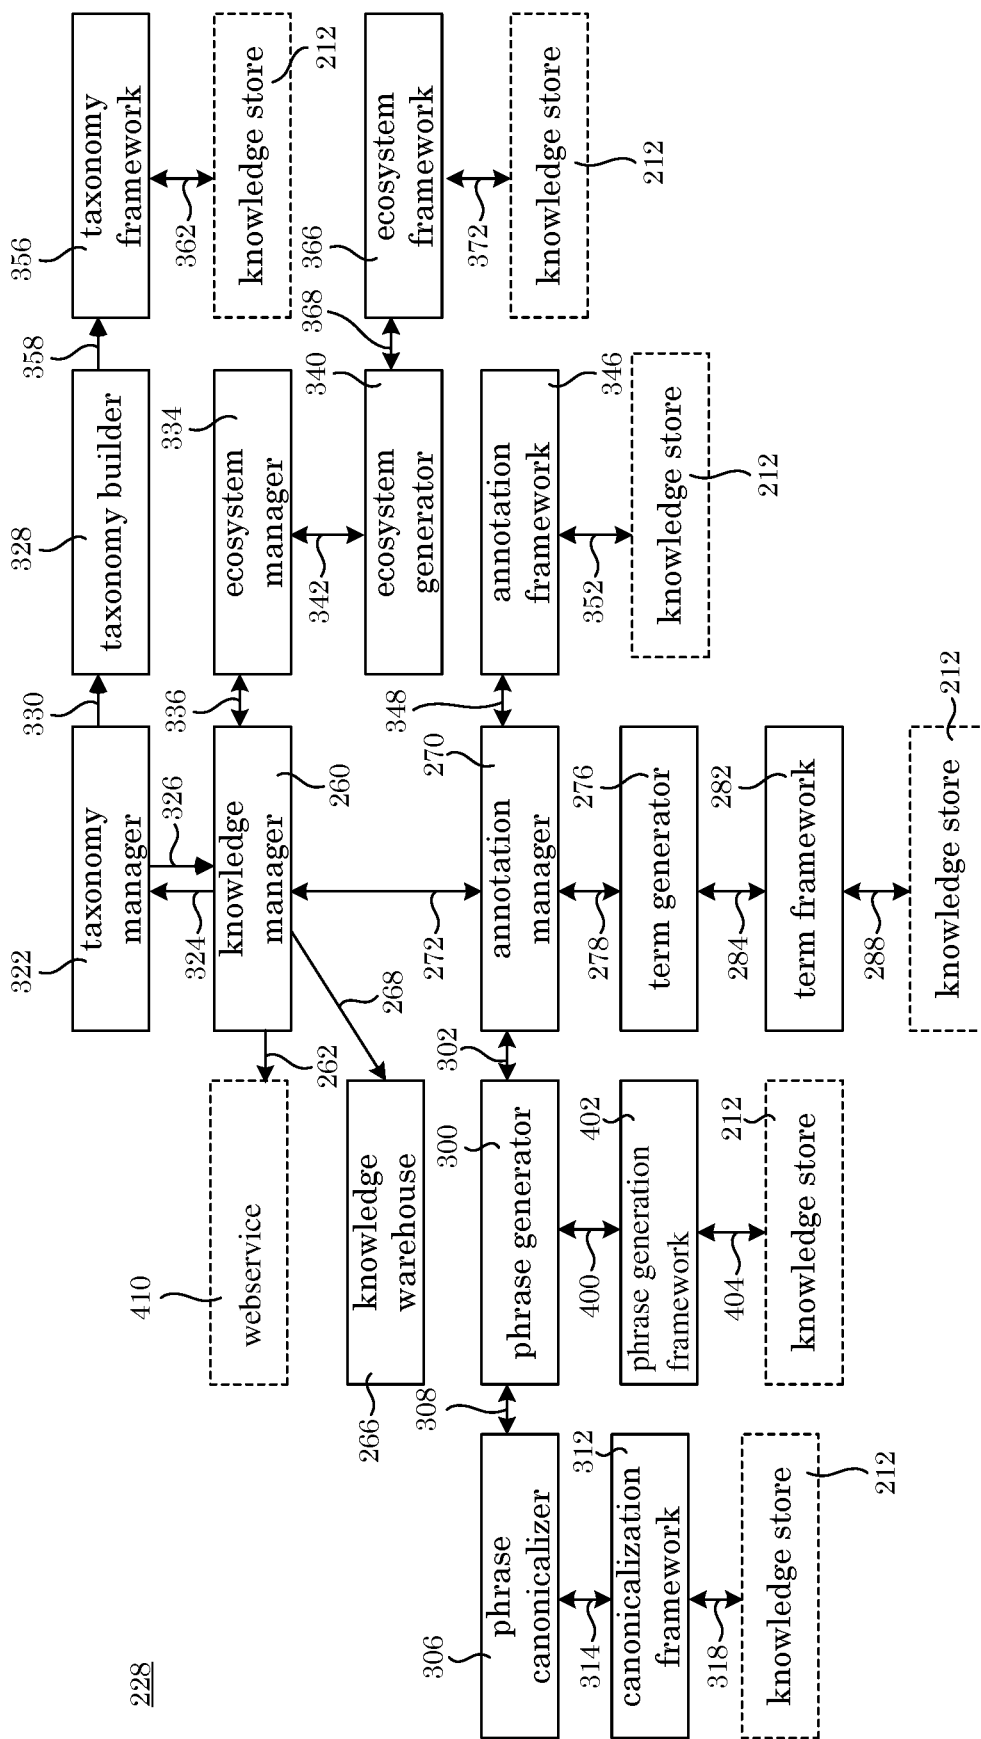 322
330
328
358
356
taxonomy
manager
taxonomy builder
taxonomy
framework
228
410
324
326
336
334
362
212
webservice
262
knowledge
manager
260
ecosystem
manager
knowledge store
266
knowledge
warehouse
268
342
340
368
366
ecosystem
generator
ecosystem
framework
308
300
302
272
270
348
372
212
306
phrase
canonicalizer
phrase generator
annotation
manager
annotation
framework
346
knowledge store
314
312
400
402
278
276
352
212
canonicalization
framework
phrase generation
framework
term generator
knowledge store
318
404
212
284
282
knowledge store
212
knowledge store
term framework
288
212
knowledge store